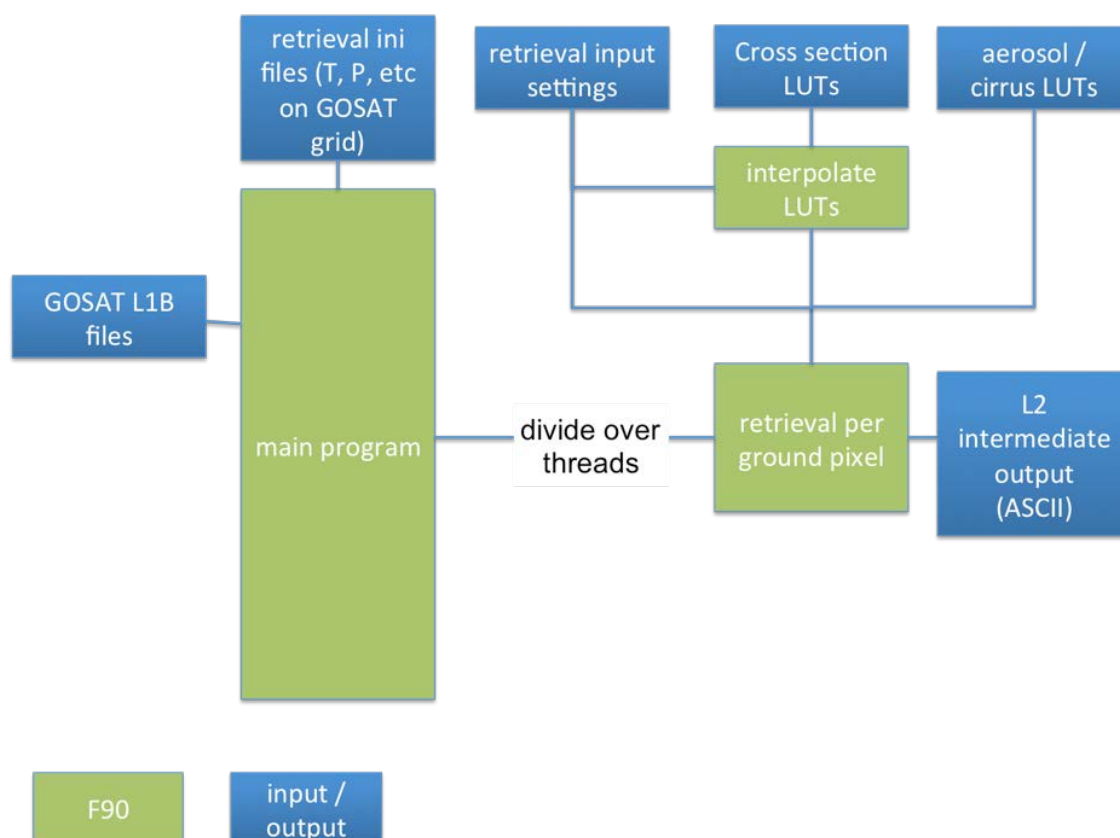 retrieval ini
files (T, P, etc
on GOSAT
grid)
retrieval input
settings
Cross section
LUTs
aerosol /
cirrus LUTs
interpolate
LUTs
GOSAT L1B
files
main program
divide over
threads
retrieval per
ground pixel
L2
intermediate
output
(ASCII)
F90
input /
output